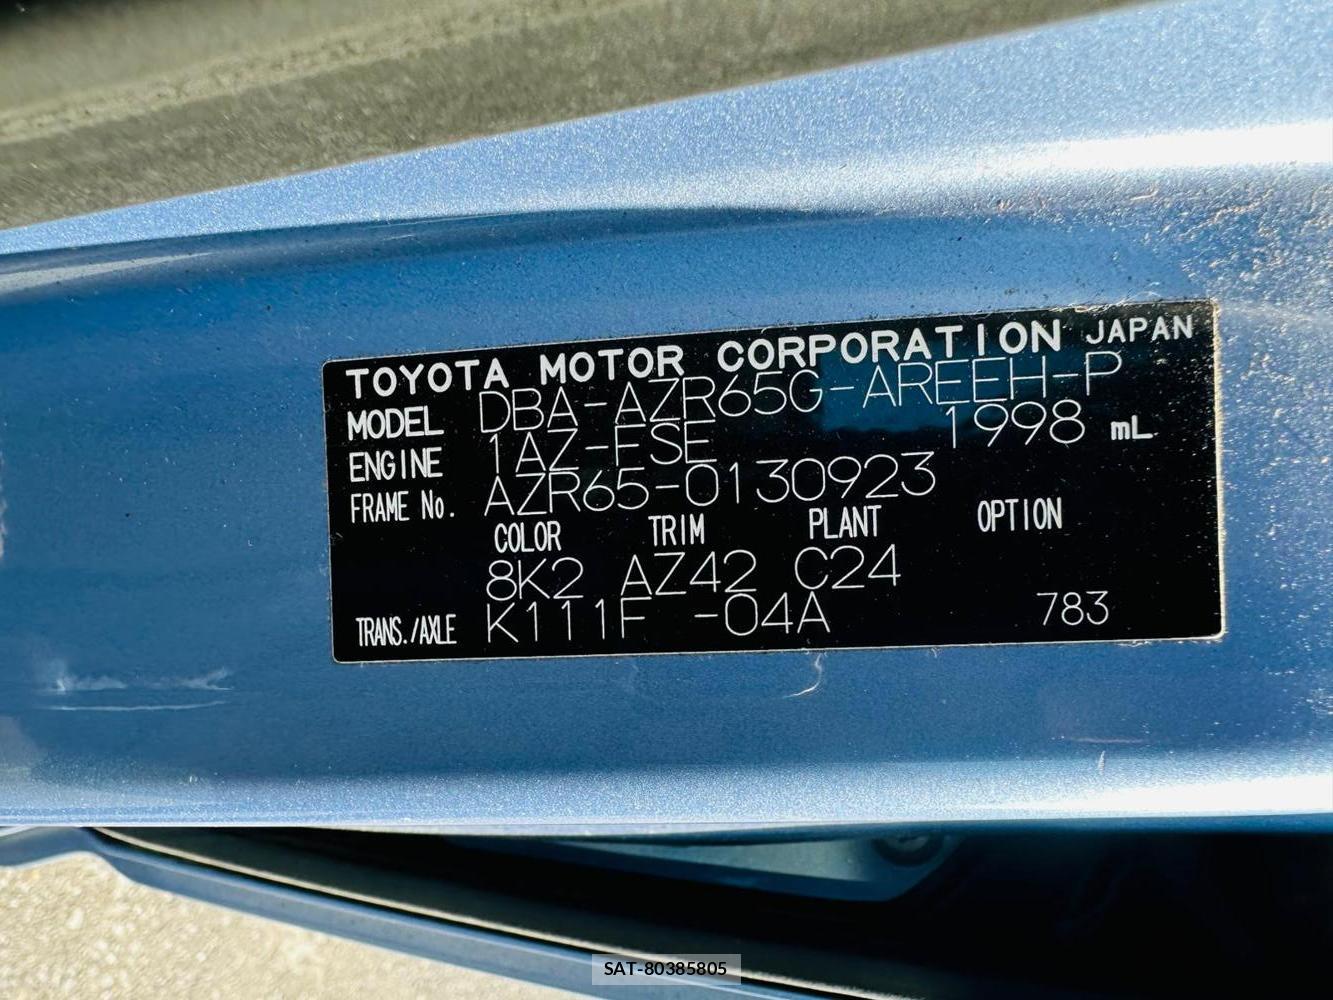 TOYOTA MOTOR CORPORATION JAPAN
MODEL DBA-AZR65G-AREEH-P
ENGINE 1AZ-FSE 1998 mL
FRAME No. AZR65-0130923
COLOR TRIM PLANT OPTION
8K2 AZ42 C24
TRANS./AXLE K111F -04A 783
SAT-80385805